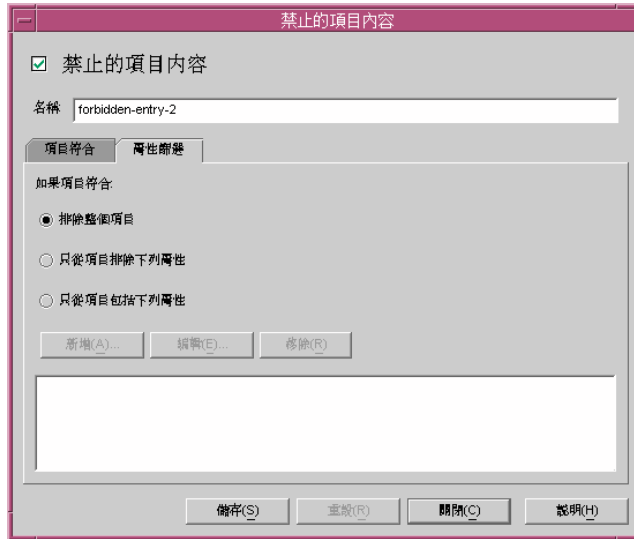 禁止的項目內容
禁止的項目內容
名稱 forbidden-entry-2
項目符合 屬性篩選
如果項目符合:
排除整個項目
只從項目排除下列屬性
只從項目包括下列屬性
新增(A)... 編輯(E)... 移除(R)
儲存(S) 重設(R) 關閉(C) 說明(H)